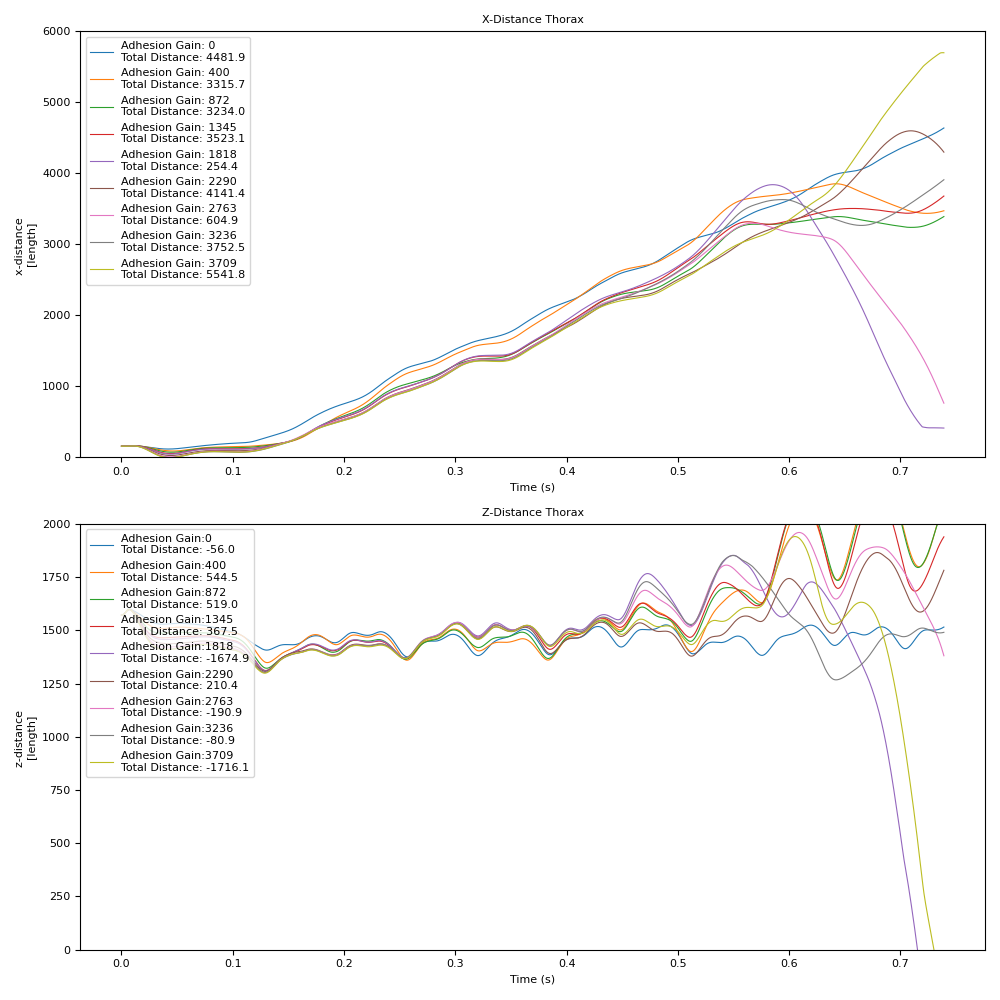 X-Distance Thorax
6000
5000
4000
3000
2000
1000
0
x-distance
[length]
Adhesion Gain: 0
Total Distance: 4481.9
Adhesion Gain: 400
Total Distance: 3315.7
Adhesion Gain: 872
Total Distance: 3234.0
Adhesion Gain: 1345
Total Distance: 3523.1
Adhesion Gain: 1818
Total Distance: 254.4
Adhesion Gain: 2290
Total Distance: 4141.4
Adhesion Gain: 2763
Total Distance: 604.9
Adhesion Gain: 3236
Total Distance: 3752.5
Adhesion Gain: 3709
Total Distance: 5541.8
0.0 0.1 0.2 0.3 0.4 0.5 0.6 0.7
Time (s)
Z-Distance Thorax
2000
1750
1500
1250
1000
750
500
250
0
z-distance
[length]
Adhesion Gain:0
Total Distance: -56.0
Adhesion Gain:400
Total Distance: 544.5
Adhesion Gain:872
Total Distance: 519.0
Adhesion Gain:1345
Total Distance: 367.5
Adhesion Gain:1818
Total Distance: -1674.9
Adhesion Gain:2290
Total Distance: 210.4
Adhesion Gain:2763
Total Distance: -190.9
Adhesion Gain:3236
Total Distance: -80.9
Adhesion Gain:3709
Total Distance: -1716.1
0.0 0.1 0.2 0.3 0.4 0.5 0.6 0.7
Time (s)